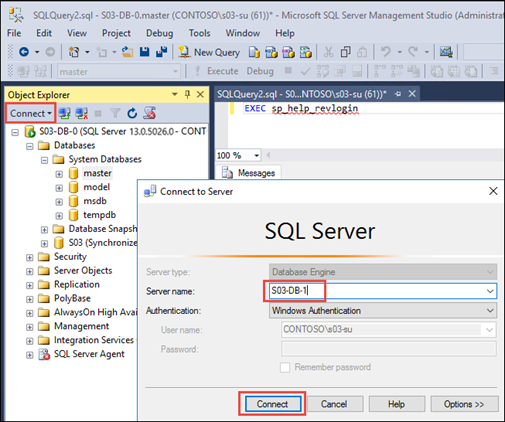 SQLQuery2.sql - S03-DB-0.master (CONTOSO\s03-su (61))* - Microsoft SQL Server Management Studio (Administra
File Edit View Project Debug Tools Window Help
New Query
master
Execute Debug
Object Explorer
Connect
S03-DB-0 (SQL Server 13.0.5026.0 - CONT
Databases
System Databases
master
model
msdb
tempdb
Database Snapsh
S03 (Synchronize
Security
Server Objects
Replication
PolyBase
AlwaysOn High Avai
Management
Integration Services
SQL Server Agent
SQLQuery2.sql - S0...NTOSO\s03-su (61))*
EXEC sp_help_revlogin
100 %
Messages
Connect to Server
SQL Server
Server type: Database Engine
Server name: S03-DB-1
Authentication: Windows Authentication
User name: CONTOSO\s03-su
Password:
Remember password
Connect Cancel Help Options >>